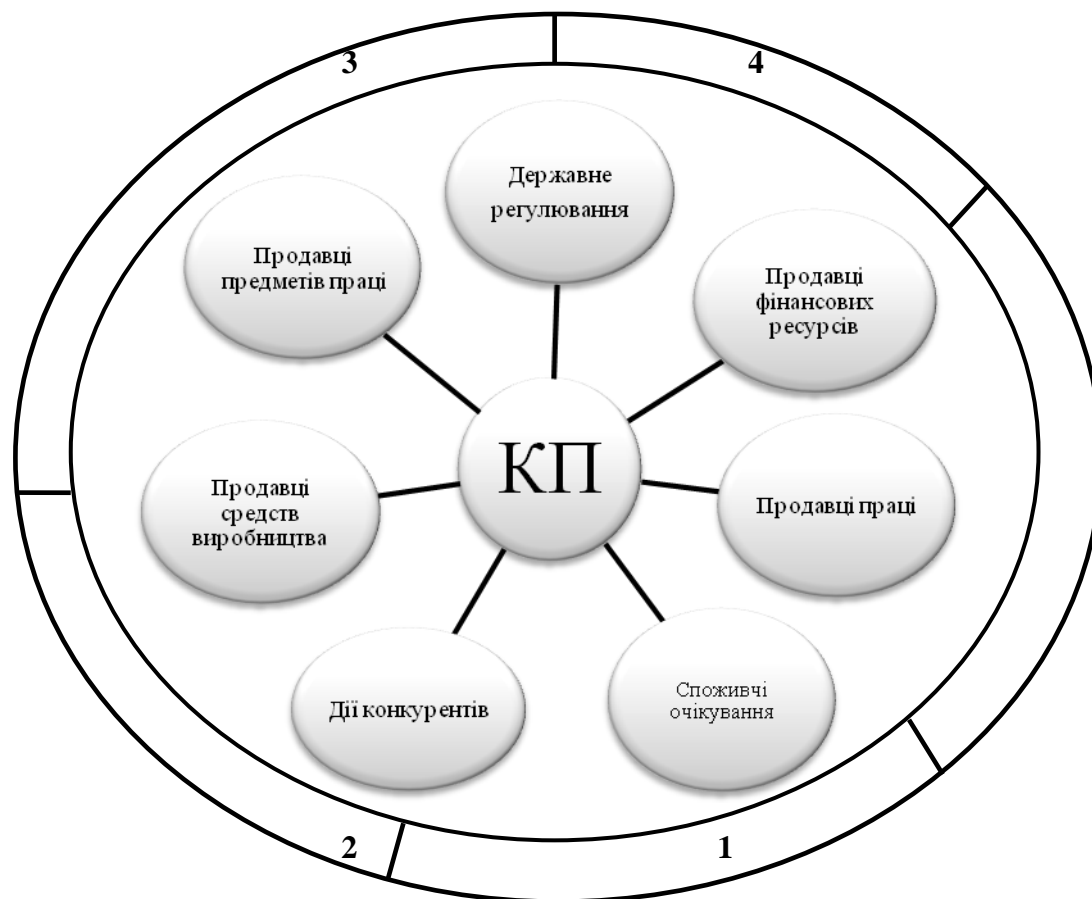 3
4
Державне
регулювання
Продавці
предметів праці
Продавці
фінансових
ресурсів
КП
Продавці
средств
виробництва
Продавці праці
Дії конкурентів
Споживчі
очікування
2
1